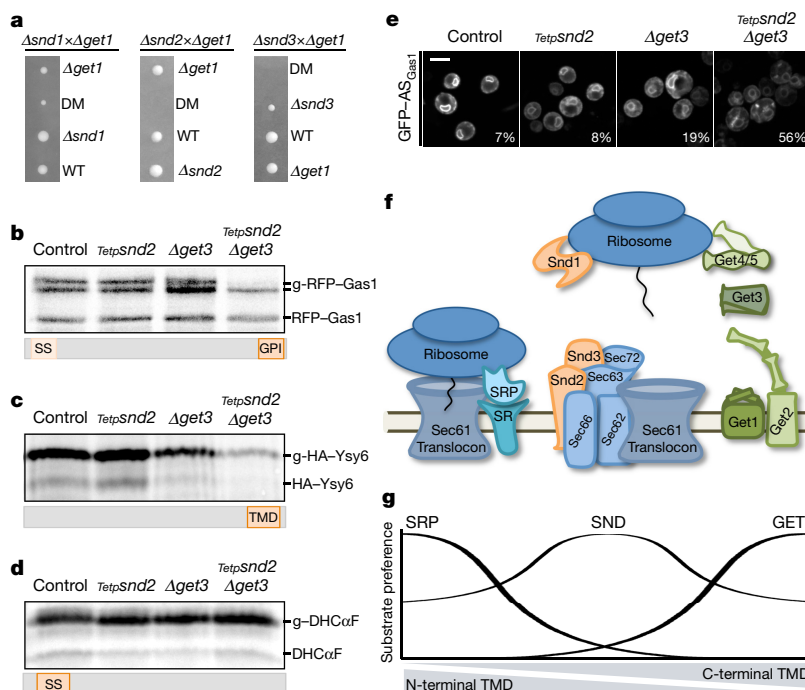 a
Δsnd1×Δget1
Δsnd2×Δget1
Δsnd3×Δget1
Δget1
DM
Δsnd1
WT
Δget1
DM
WT
Δsnd2
DM
Δsnd3
WT
Δget1
b
Control
Tetpsnd2
Δget3
Tetpsnd2
Δget3
g-RFP–Gas1
RFP–Gas1
SS
GPI
c
Control
Tetpsnd2
Δget3
Tetpsnd2
Δget3
g-HA–Ysy6
HA–Ysy6
TMD
d
Control
Tetpsnd2
Δget3
Tetpsnd2
Δget3
g–DHCαF
DHCαF
SS
e
Control
Tetpsnd2
Δget3
Tetpsnd2
Δget3
GFP–ASGas1
7%
8%
19%
56%
f
Ribosome
Snd1
Get4/5
Get3
Ribosome
SRP
SR
Sec61
Translocon
Snd3
Sec72
Snd2
Sec63
Sec66
Sec62
Sec61
Translocon
Get1
Get2
g
SRP
SND
GET
Substrate preference
C-terminal TMD
N-terminal TMD